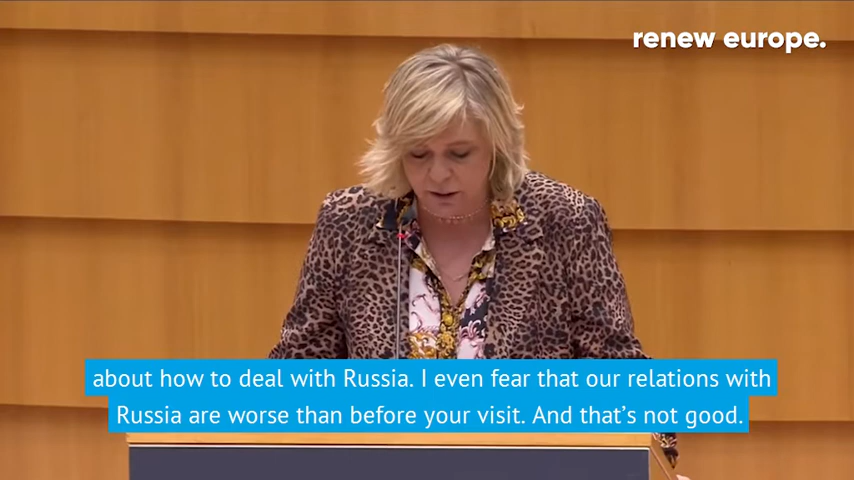 renew europe.
about how to deal with Russia. I even fear that our relations with
Russia are worse than before your visit. And that’s not good.